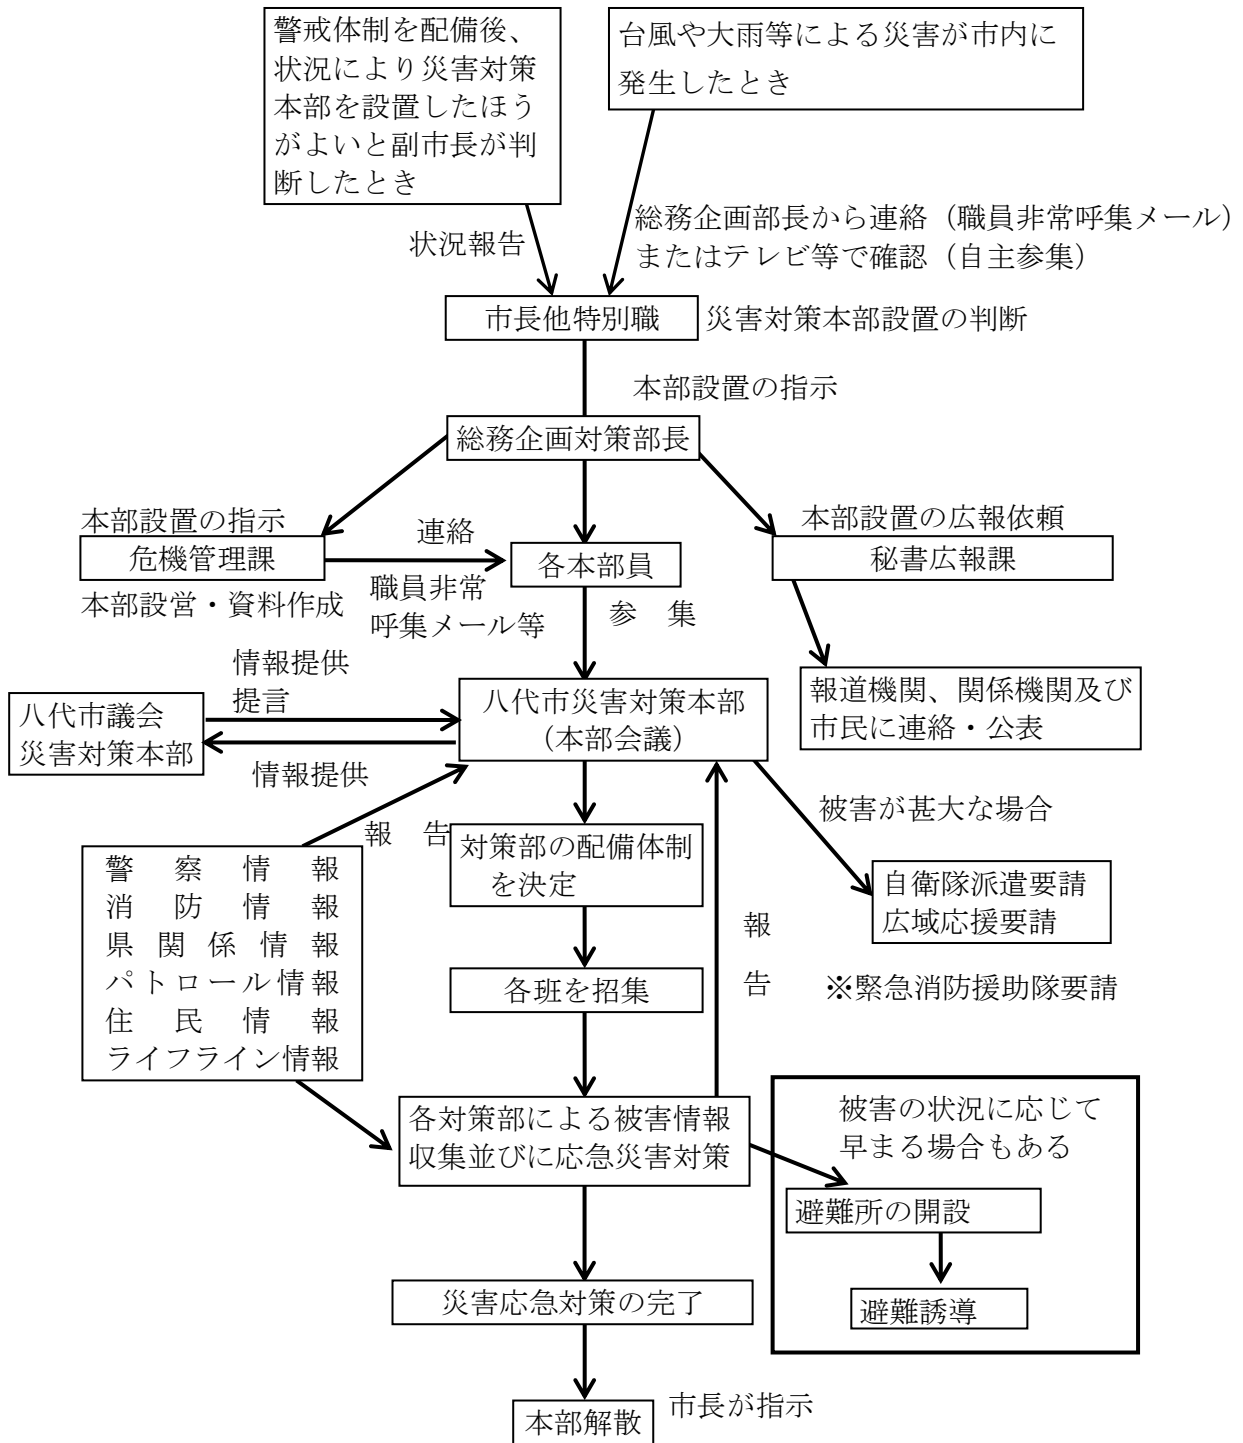 警戒体制を配備後、
状況により災害対策
本部を設置したほう
がよいと副市長が判
断したとき
台風や大雨等による災害が市内に
発生したとき
状況報告
総務企画部長から連絡（職員非常呼集メール）
またはテレビ等で確認（自主参集）
市長他特別職
災害対策本部設置の判断
本部設置の指示
総務企画対策部長
本部設置の指示
危機管理課
本部設営・資料作成
連絡
職員非常
呼集メール等
各本部員
参　集
本部設置の広報依頼
秘書広報課
報道機関、関係機関及び
市民に連絡・公表
情報提供
提言
八代市議会
災害対策本部
情報提供
八代市災害対策本部
（本部会議）
報　告
警察情報
消防情報
県関係情報
パトロール情報
住民情報
ライフライン情報
対策部の配備体制
を決定
被害が甚大な場合
自衛隊派遣要請
広域応援要請
※緊急消防援助隊要請
報
告
各班を招集
各対策部による被害情報
収集並びに応急災害対策
被害の状況に応じて
早まる場合もある
避難所の開設
避難誘導
災害応急対策の完了
本部解散
市長が指示